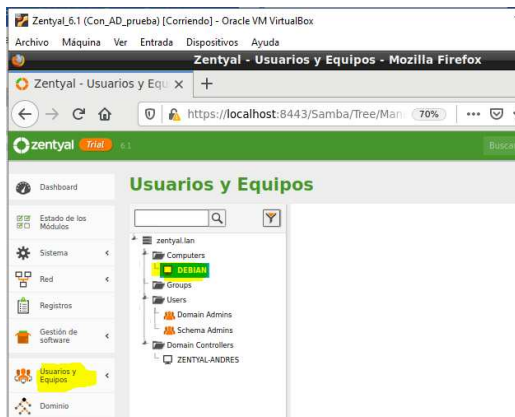 Zentyal_6.1 (Con_AD_prueba) [Corriendo] - Oracle VM VirtualBox
Archivo Máquina Ver Entrada Dispositivos Ayuda
Zentyal - Usuarios y Equipos - Mozilla Firefox
Zentyal - Usuarios y Equ
https://localhost:8443/Samba/Tree/Man 70%
zentyal Trial 6.1
Busca
Dashboard
Estado de los
Módulos
Sistema
Red
Registros
Gestión de
software
Usuarios y
Equipos
Dominio
Usuarios y Equipos
zentyal.lan
Computers
DEBIAN
Groups
Users
Domain Admins
Schema Admins
Domain Controllers
ZENTYAL-ANDRES